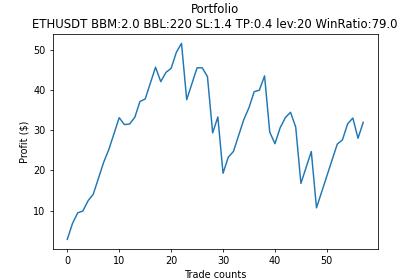 Portfolio
ETHUSDT BBM:2.0 BBL:220 SL:1.4 TP:0.4 lev:20 WinRatio:79.0
50
40
30
20
10
Profit ($)
0 10 20 30 40 50
Trade counts